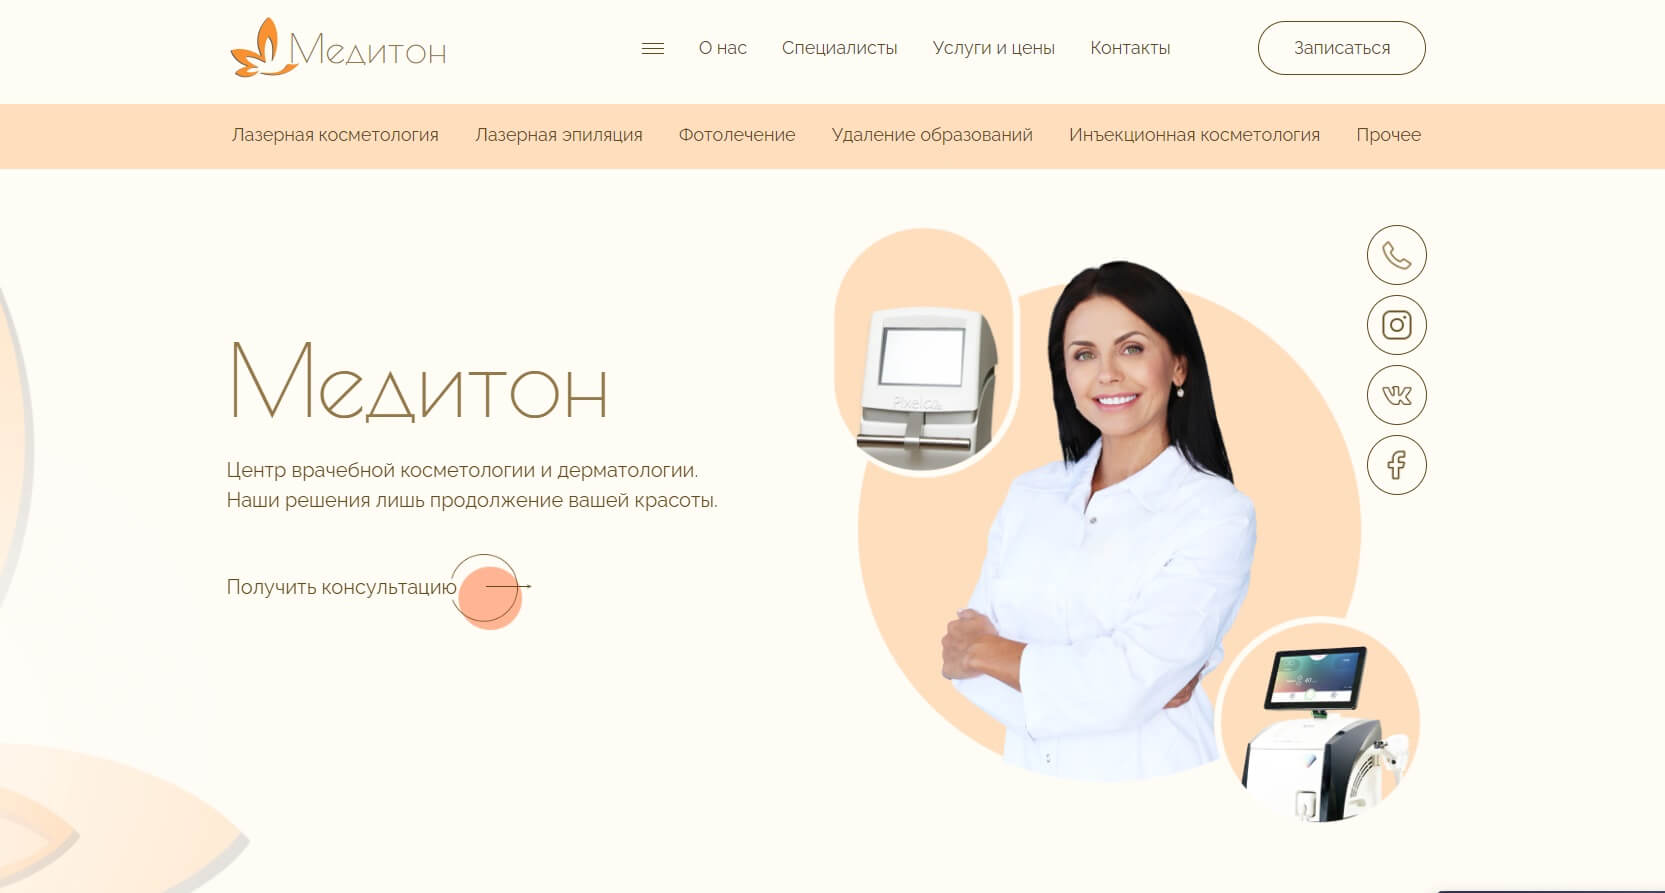 Медитон
О нас Специалисты Услуги и цены Контакты Записаться
Лазерная косметология Лазерная эпиляция Фотолечение Удаление образований Инъекционная косметология Прочее
Медитон
Центр врачебной косметологии и дерматологии.
Наши решения лишь продолжение вашей красоты.
Получить консультацию